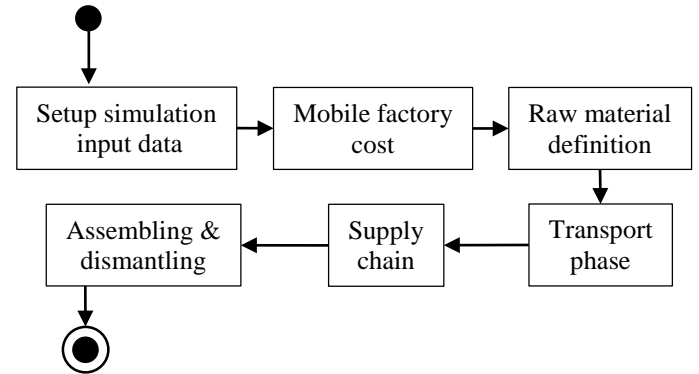 Setup simulation
input data
Mobile factory
cost
Raw material
definition
Transport
phase
Supply
chain
Assembling &
dismantling